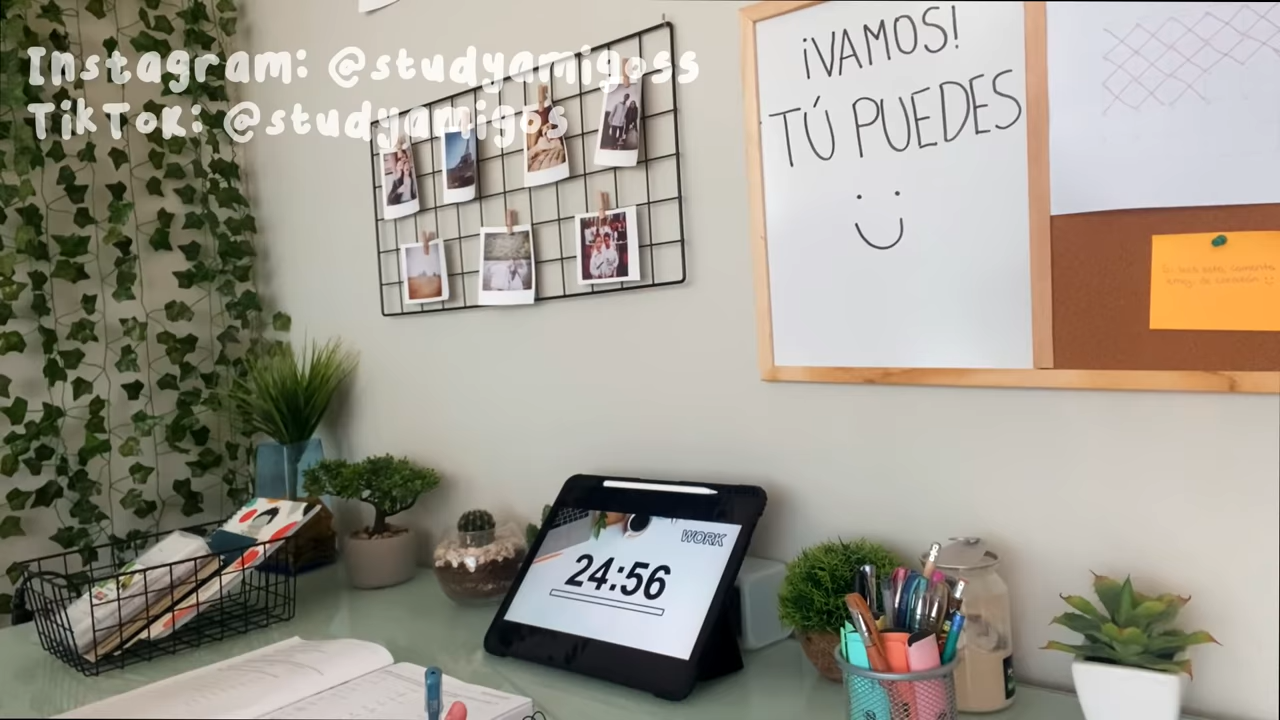 Instagram: @studyamigoss
TikTok: @studyamigos
¡VAMOS!
TÚ PUEDES
WORK
24:56